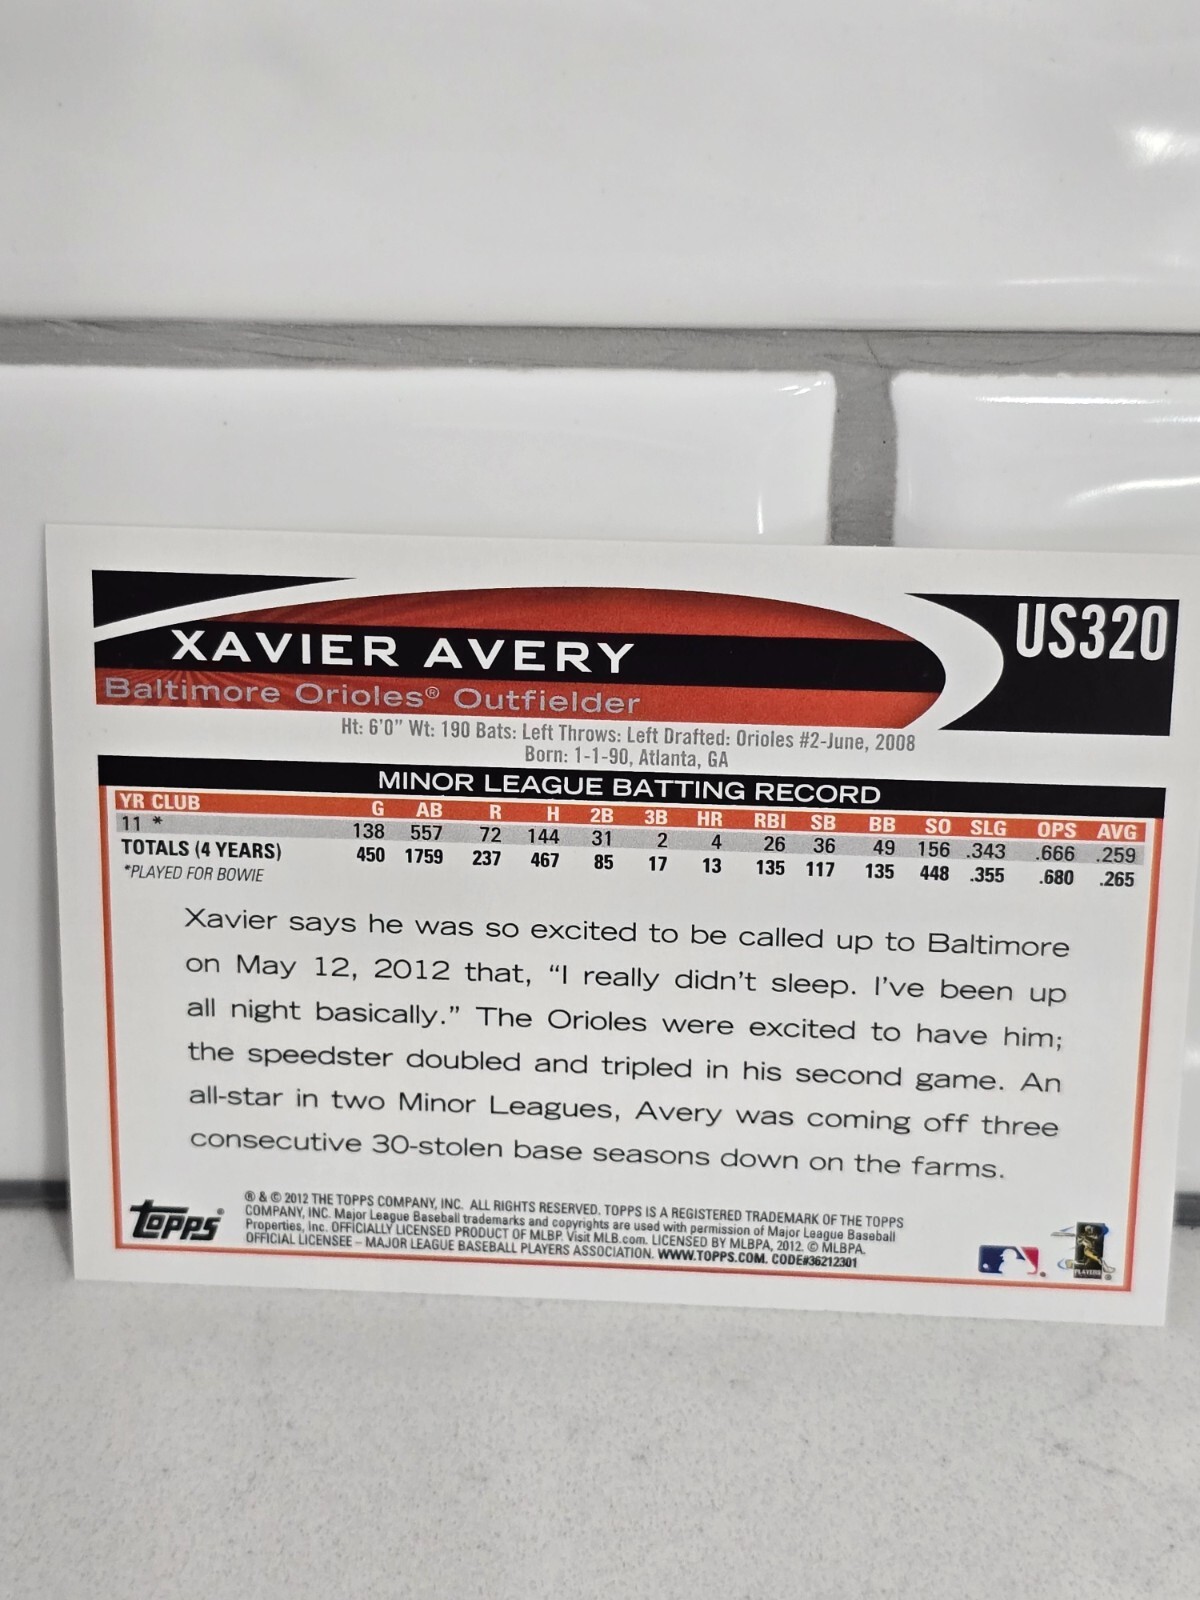 US320
XAVIER AVERY
Baltimore Orioles® Outfielder
Ht: 6'0" Wt: 190 Bats: Left Throws: Left Drafted: Orioles #2-June, 2008
Born: 1-1-90, Atlanta, GA
MINOR LEAGUE BATTING RECORD
YR CLUB G AB R H 2B 3B HR RBI SB BB SO SLG OPS AVG
11 * 138 557 72 144 31 2 4 26 36 49 156 .343 .666 .259
TOTALS (4 YEARS) 450 1759 237 467 85 17 13 135 117 135 448 .355 .680 .265
*PLAYED FOR BOWIE
Xavier says he was so excited to be called up to Baltimore
on May 12, 2012 that, “I really didn’t sleep. I’ve been up
all night basically.” The Orioles were excited to have him;
the speedster doubled and tripled in his second game. An
all-star in two Minor Leagues, Avery was coming off three
consecutive 30-stolen base seasons down on the farms.
Topps®
® & © 2012 THE TOPPS COMPANY, INC. ALL RIGHTS RESERVED. TOPPS IS A REGISTERED TRADEMARK OF THE TOPPS
COMPANY, INC. Major League Baseball trademarks and copyrights are used with permission of Major League Baseball
Properties, Inc. OFFICIALLY LICENSED PRODUCT OF MLBP. Visit MLB.com. LICENSED BY MLBPA, 2012. © MLBPA.
OFFICIAL LICENSEE – MAJOR LEAGUE BASEBALL PLAYERS ASSOCIATION. WWW.TOPPS.COM. CODE#36212301
PLAYERS